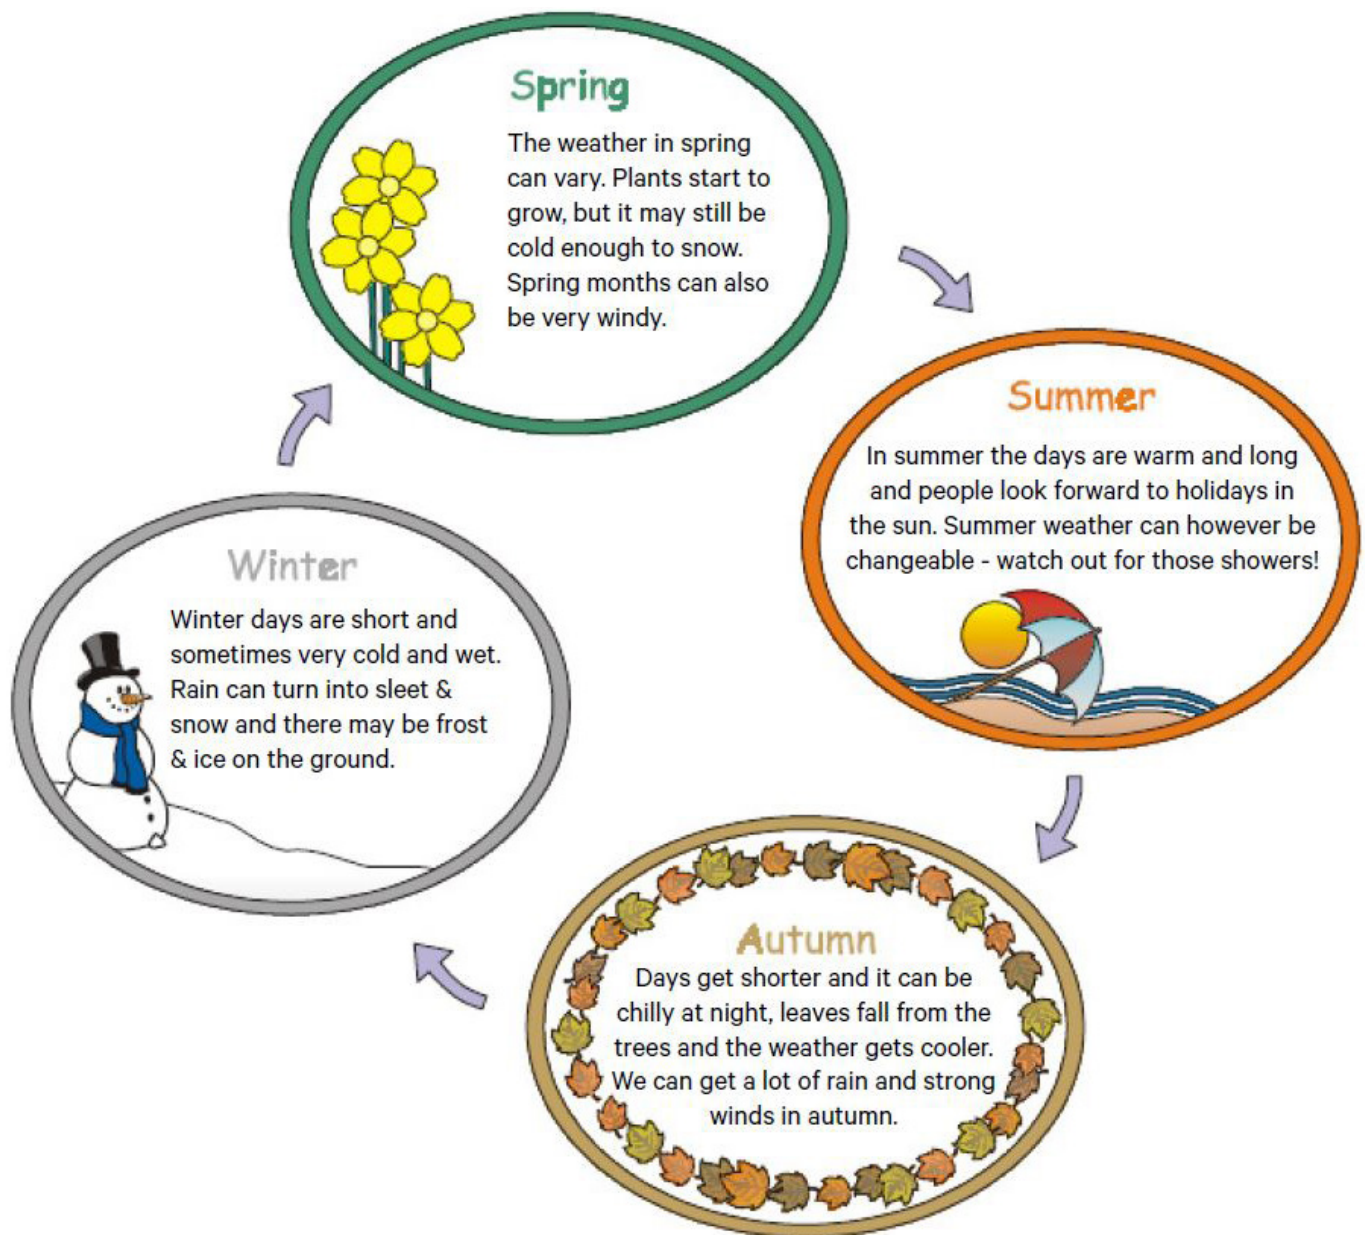 Spring
The weather in spring
can vary. Plants start to
grow, but it may still be
cold enough to snow.
Spring months can also
be very windy.
Summer
In summer the days are warm and long
and people look forward to holidays in
the sun. Summer weather can however be
changeable - watch out for those showers!
Autumn
Days get shorter and it can be
chilly at night, leaves fall from the
trees and the weather gets cooler.
We can get a lot of rain and strong
winds in autumn.
Winter
Winter days are short and
sometimes very cold and wet.
Rain can turn into sleet &
snow and there may be frost
& ice on the ground.